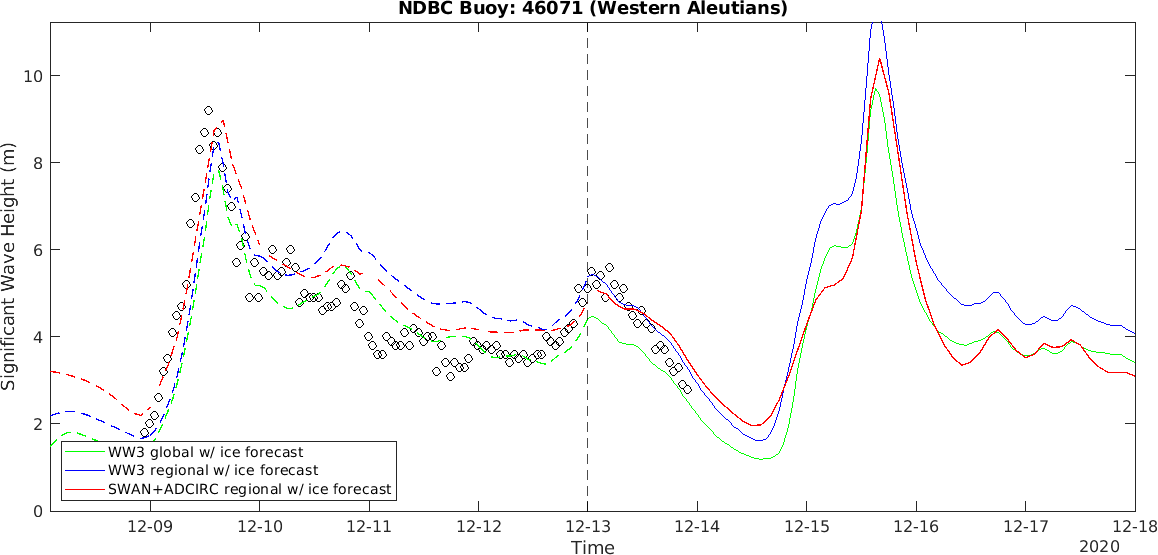 NDBC Buoy: 46071 (Western Aleutians)
Significant Wave Height (m)
10
8
6
4
2
0
WW3 global w/ ice forecast
WW3 regional w/ ice forecast
SWAN+ADCIRC regional w/ ice forecast
12-09 12-10 12-11 12-12 12-13 12-14 12-15 12-16 12-17 12-18
Time
2020